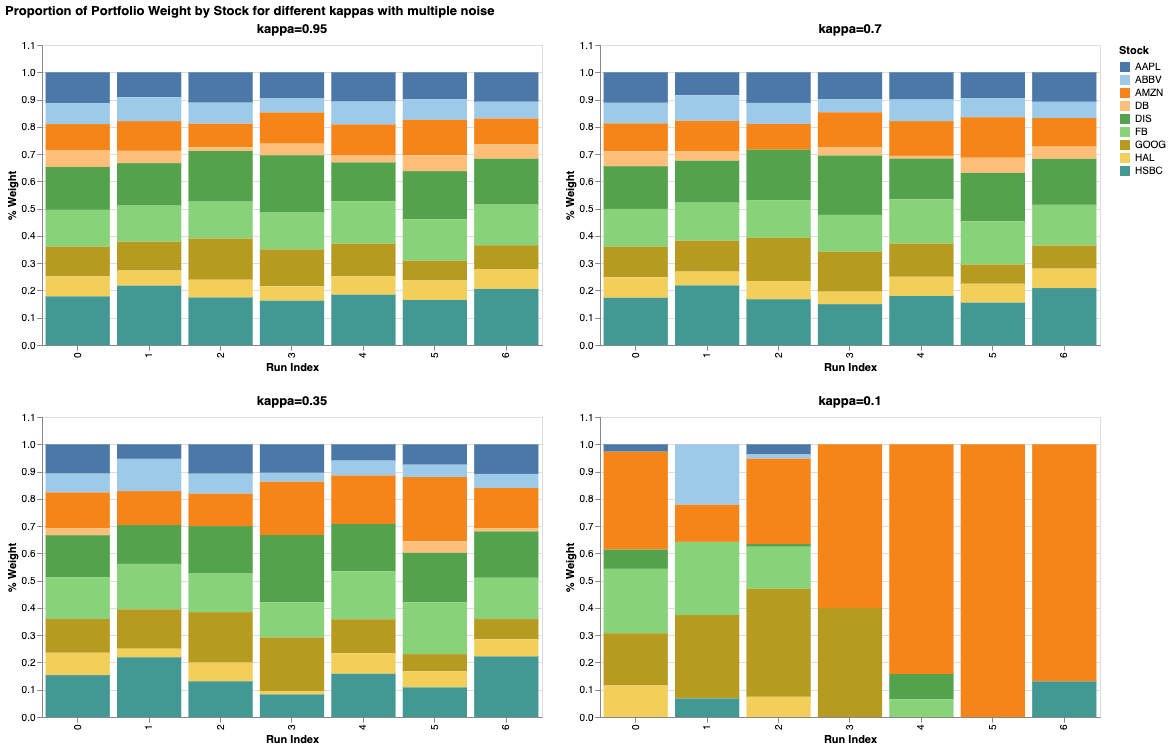 Proportion of Portfolio Weight by Stock for different kappas with multiple noise
kappa=0.95
1.1
1.0
0.9
0.8
0.7
0.6
0.5
0.4
0.3
0.2
0.1
0.0
% Weight
0 1 2 3 4 5 6
Run Index
kappa=0.7
1.1
1.0
0.9
0.8
0.7
0.6
0.5
0.4
0.3
0.2
0.1
0.0
% Weight
0 1 2 3 4 5 6
Run Index
Stock
AAPL
ABBV
AMZN
DB
DIS
FB
GOOG
HAL
HSBC
kappa=0.35
1.1
1.0
0.9
0.8
0.7
0.6
0.5
0.4
0.3
0.2
0.1
0.0
% Weight
0 1 2 3 4 5 6
Run Index
kappa=0.1
1.1
1.0
0.9
0.8
0.7
0.6
0.5
0.4
0.3
0.2
0.1
0.0
% Weight
0 1 2 3 4 5 6
Run Index